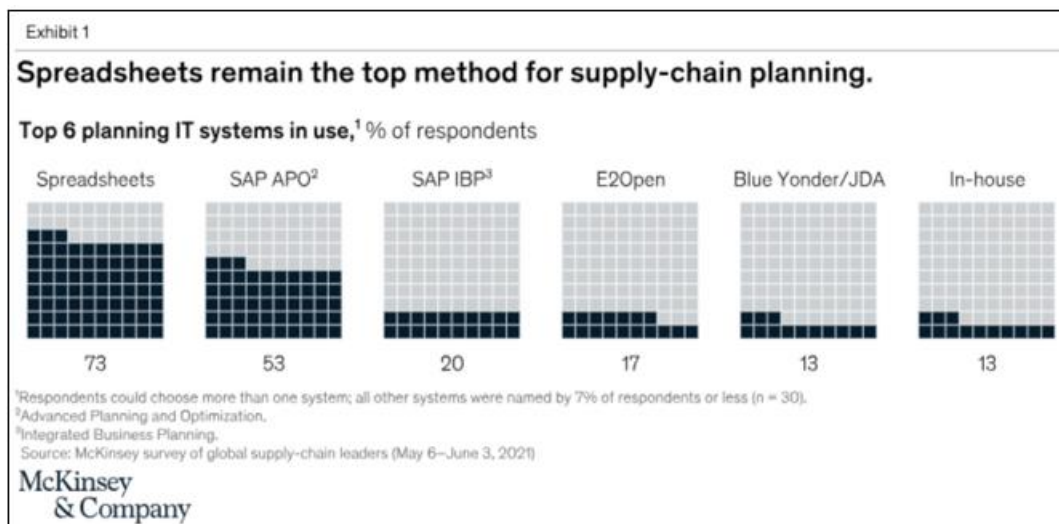 Exhibit 1
Spreadsheets remain the top method for supply-chain planning.
Top 6 planning IT systems in use,¹ % of respondents
Spreadsheets SAP APO² SAP IBP³ E2Open Blue Yonder/JDA In-house
73 53 20 17 13 13
¹Respondents could choose more than one system; all other systems were named by 7% of respondents or less (n = 30).
²Advanced Planning and Optimization.
³Integrated Business Planning.
Source: McKinsey survey of global supply-chain leaders (May 6–June 3, 2021)
McKinsey
& Company